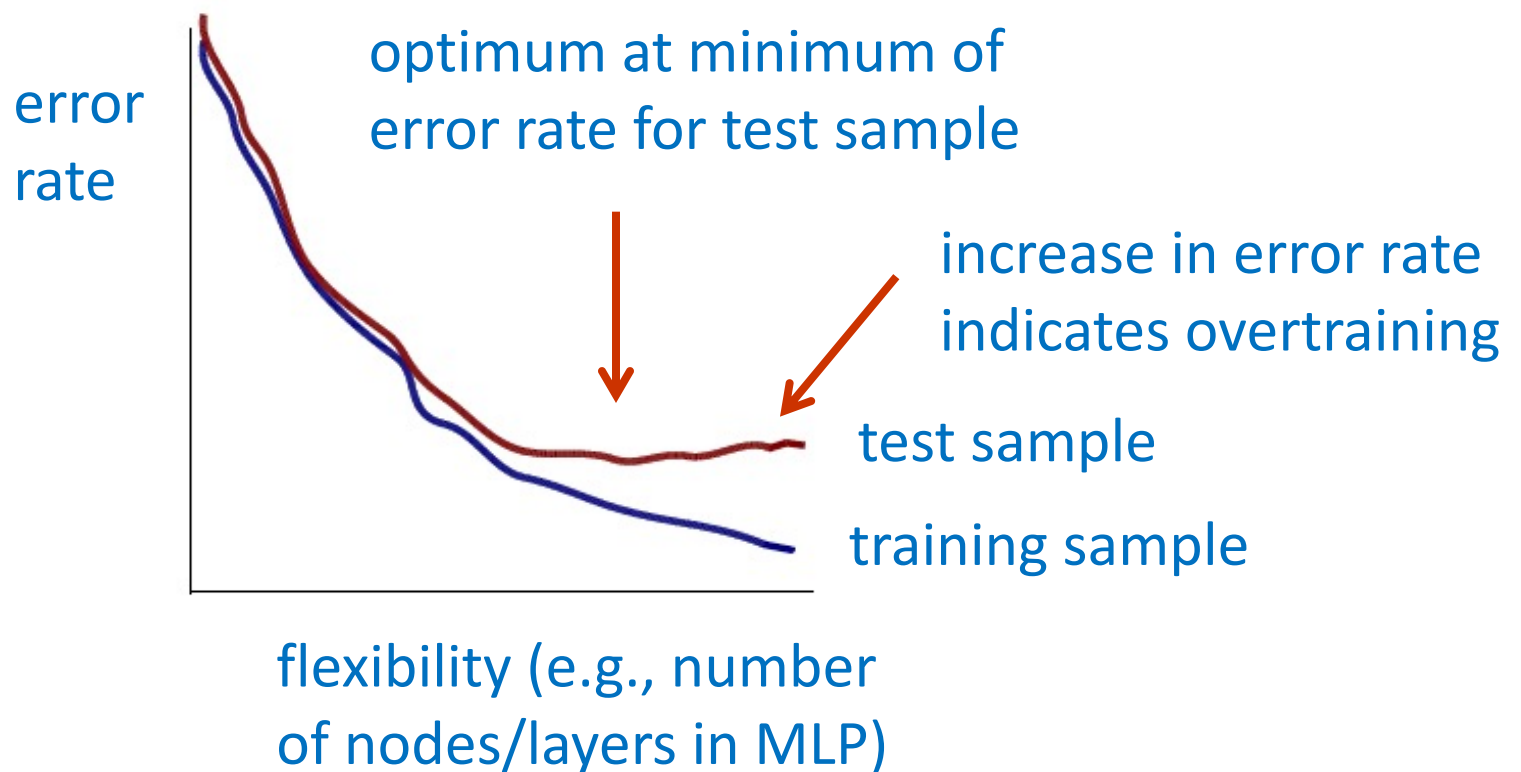 error
rate
optimum at minimum of
error rate for test sample
increase in error rate
indicates overtraining
test sample
training sample
flexibility (e.g., number
of nodes/layers in MLP)